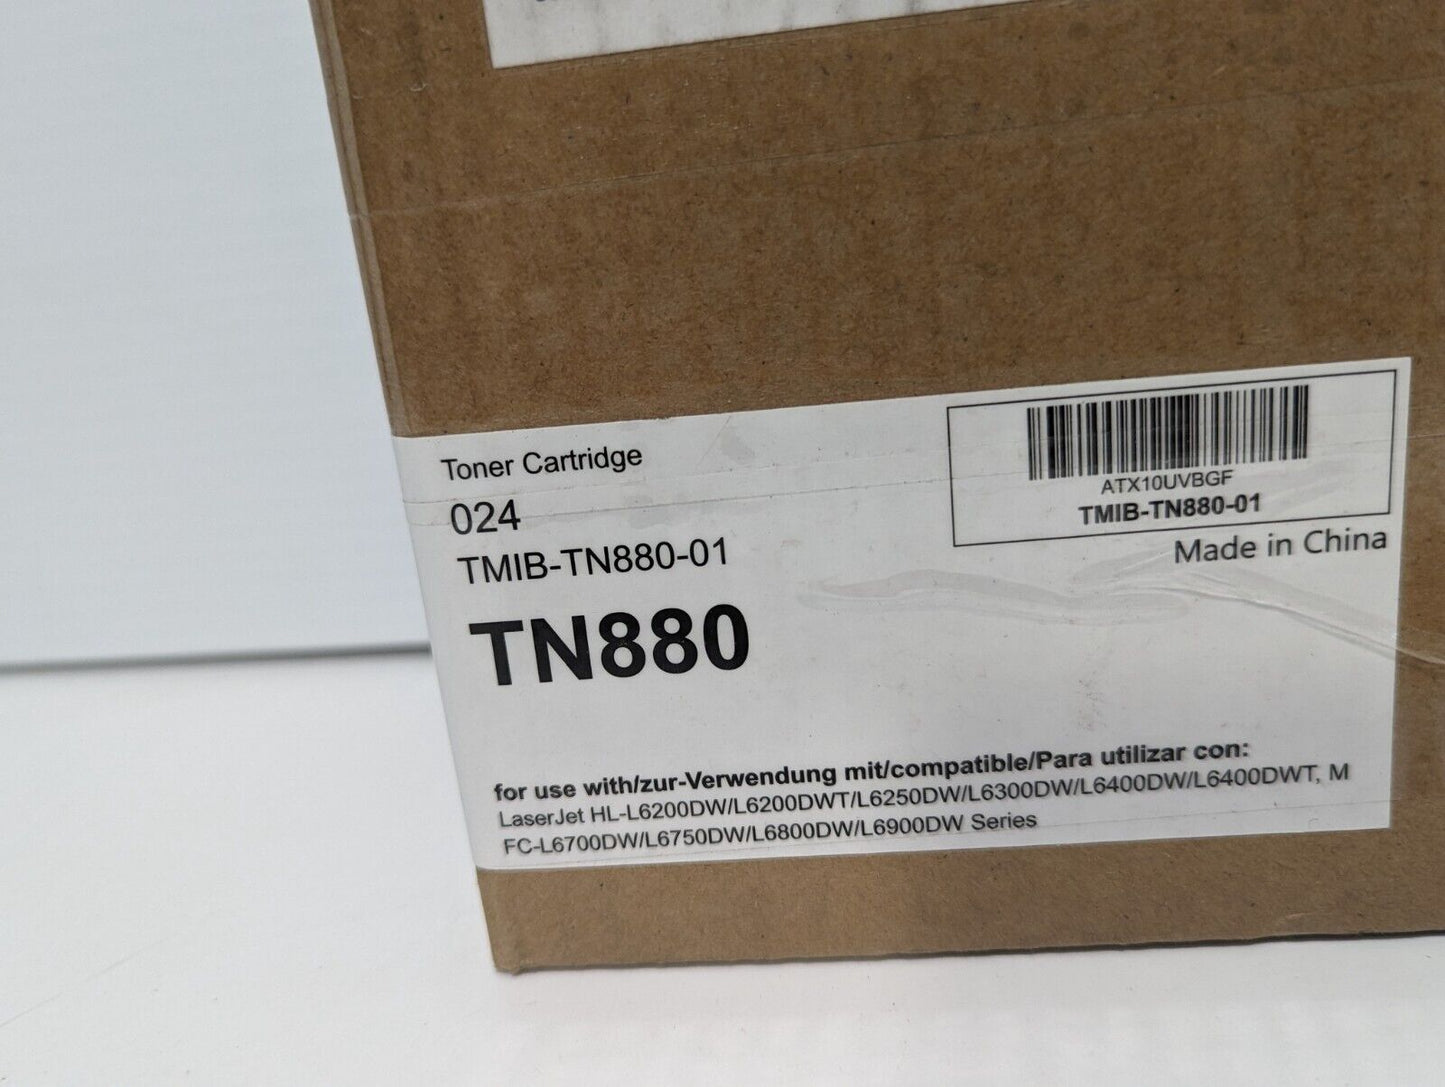 Toner Cartridge
024
TMIB-TN880-01
TN880
ATX10UVBGF
TMIB-TN880-01
Made in China
for use with/zur-Verwendung mit/compatible/Para utilizar con:
LaserJet HL-L6200DW/L6200DWT/L6250DW/L6300DW/L6400DW/L6400DWT, M
FC-L6700DW/L6750DW/L6800DW/L6900DW Series